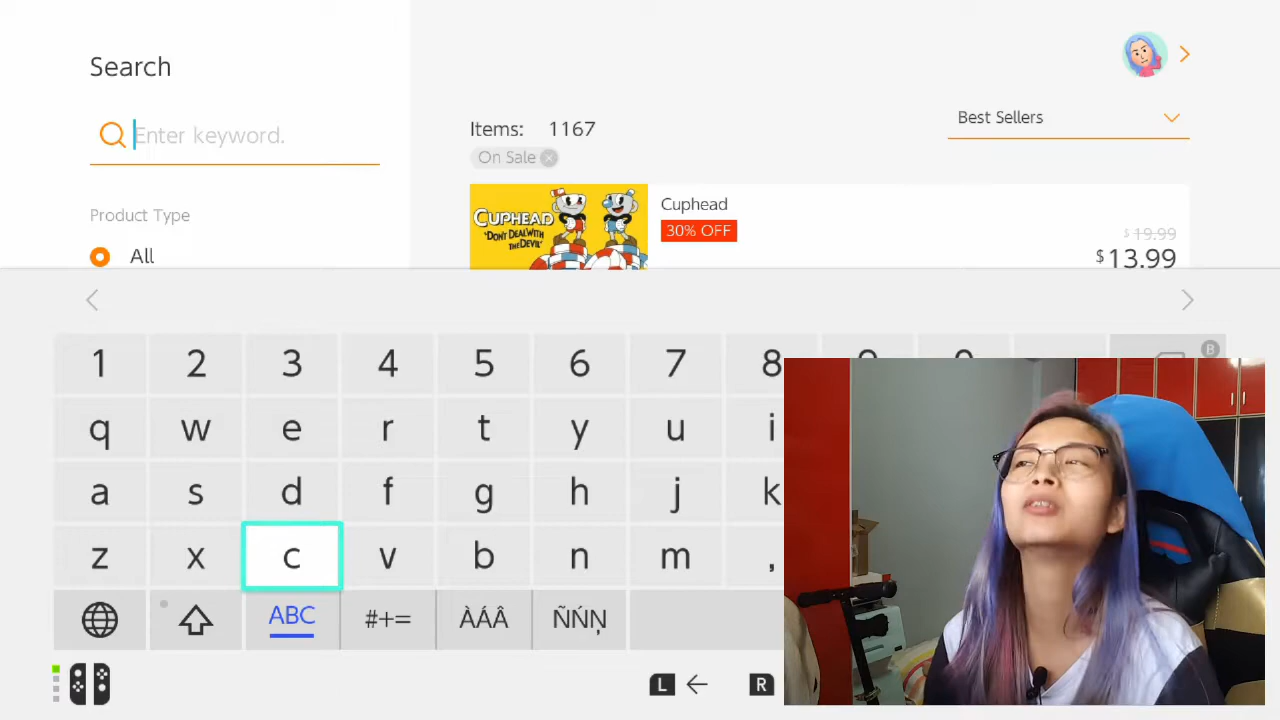 Search
Enter keyword.
Product Type
All
Items: 1167
On Sale
Best Sellers
CUPHEAD
"DON'T DEAL WITH
THE DEVIL"
Cuphead
30% OFF
$19.99
$13.99
1 2 3 4 5 6 7 8
B
q w e r t y u i
a s d f g h j k
z x c v b n m ,
ABC #+= ÀÁÂ ÑŃŅ
L R